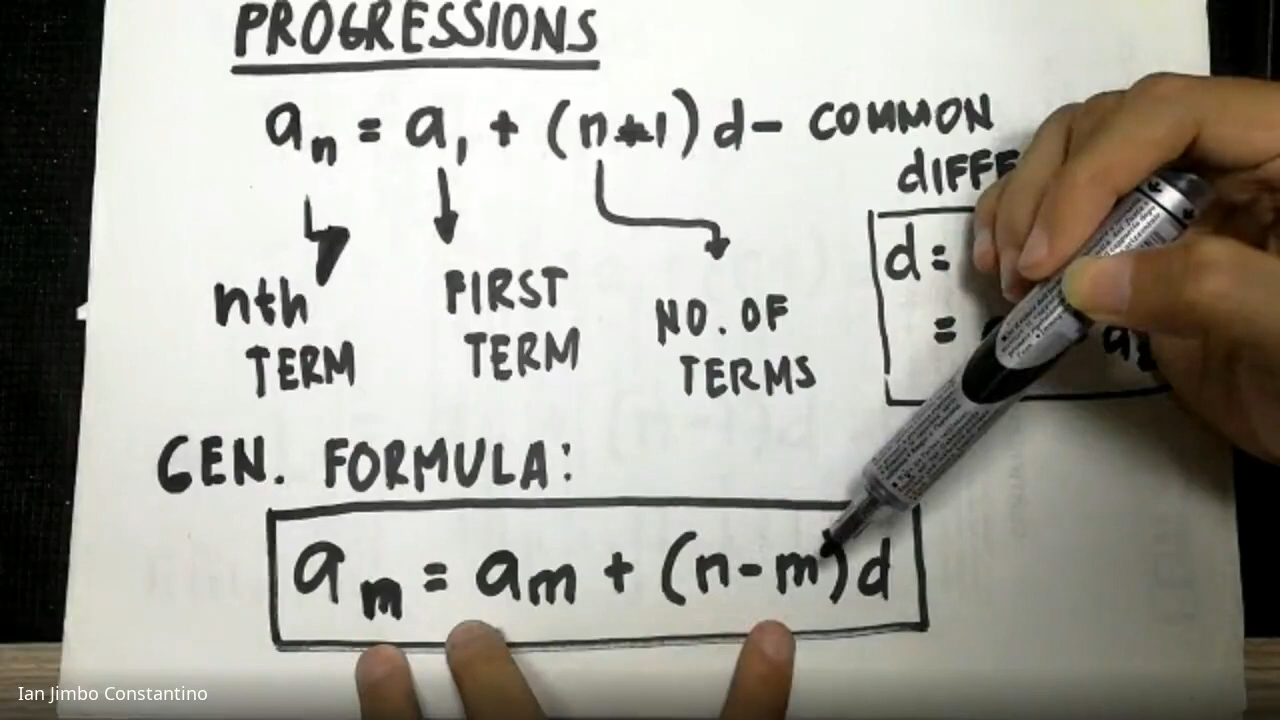 PROGRESSIONS
an = a1 + (n-1) d - COMMON
nth TERM
FIRST TERM
NO. OF TERMS
d =
=
GEN. FORMULA:
am = am + (n-m)d
Ian Jimbo Constantino